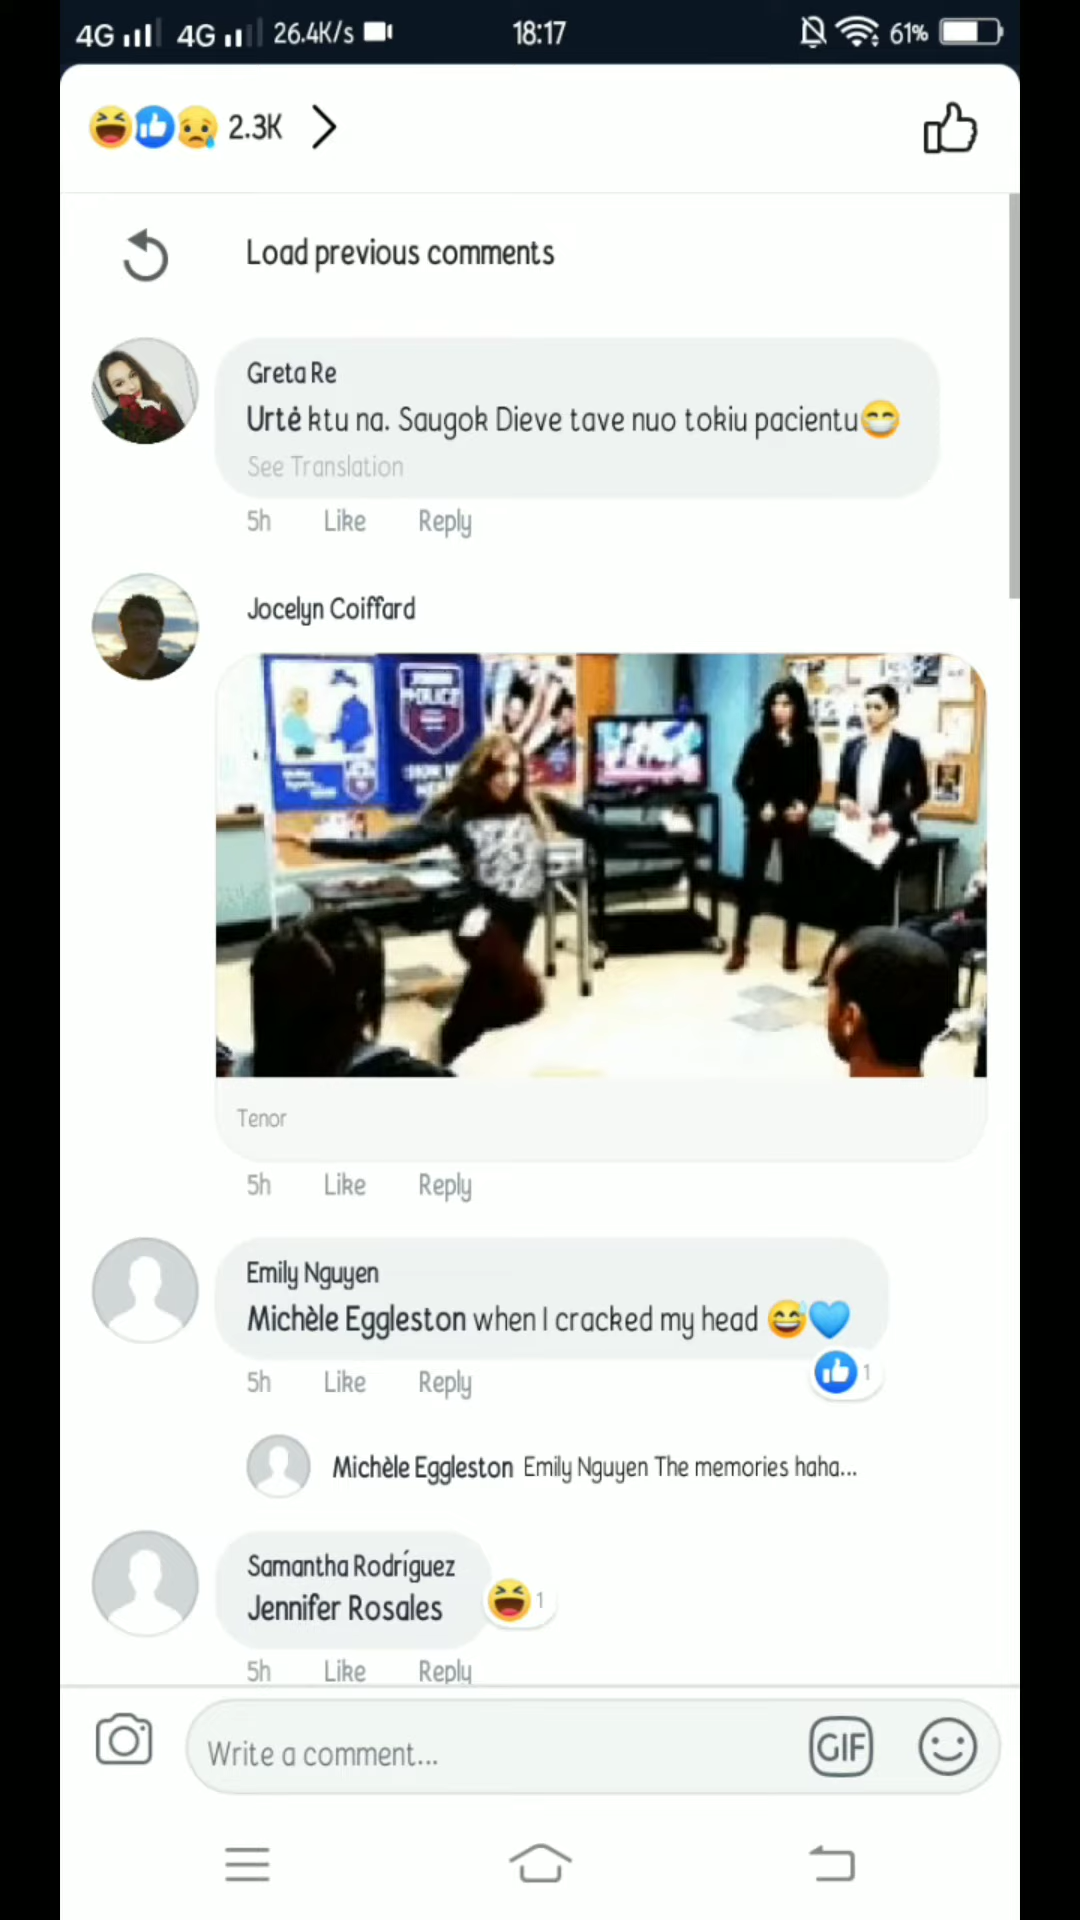 4G 4G 26.4K/s 18:17 61%
2.3K
Load previous comments
Greta Re
Urtė ktu na. Saugok Dieve tave nuo tokiu pacientu😁
See Translation
5h Like Reply
Jocelyn Coiffard
POLICE
Tenor
5h Like Reply
Emily Nguyen
Michèle Eggleston when I cracked my head 😅💙
1
5h Like Reply
Michèle Eggleston Emily Nguyen The memories haha...
Samantha Rodríguez
Jennifer Rosales
1
5h Like Reply
Write a comment...
GIF